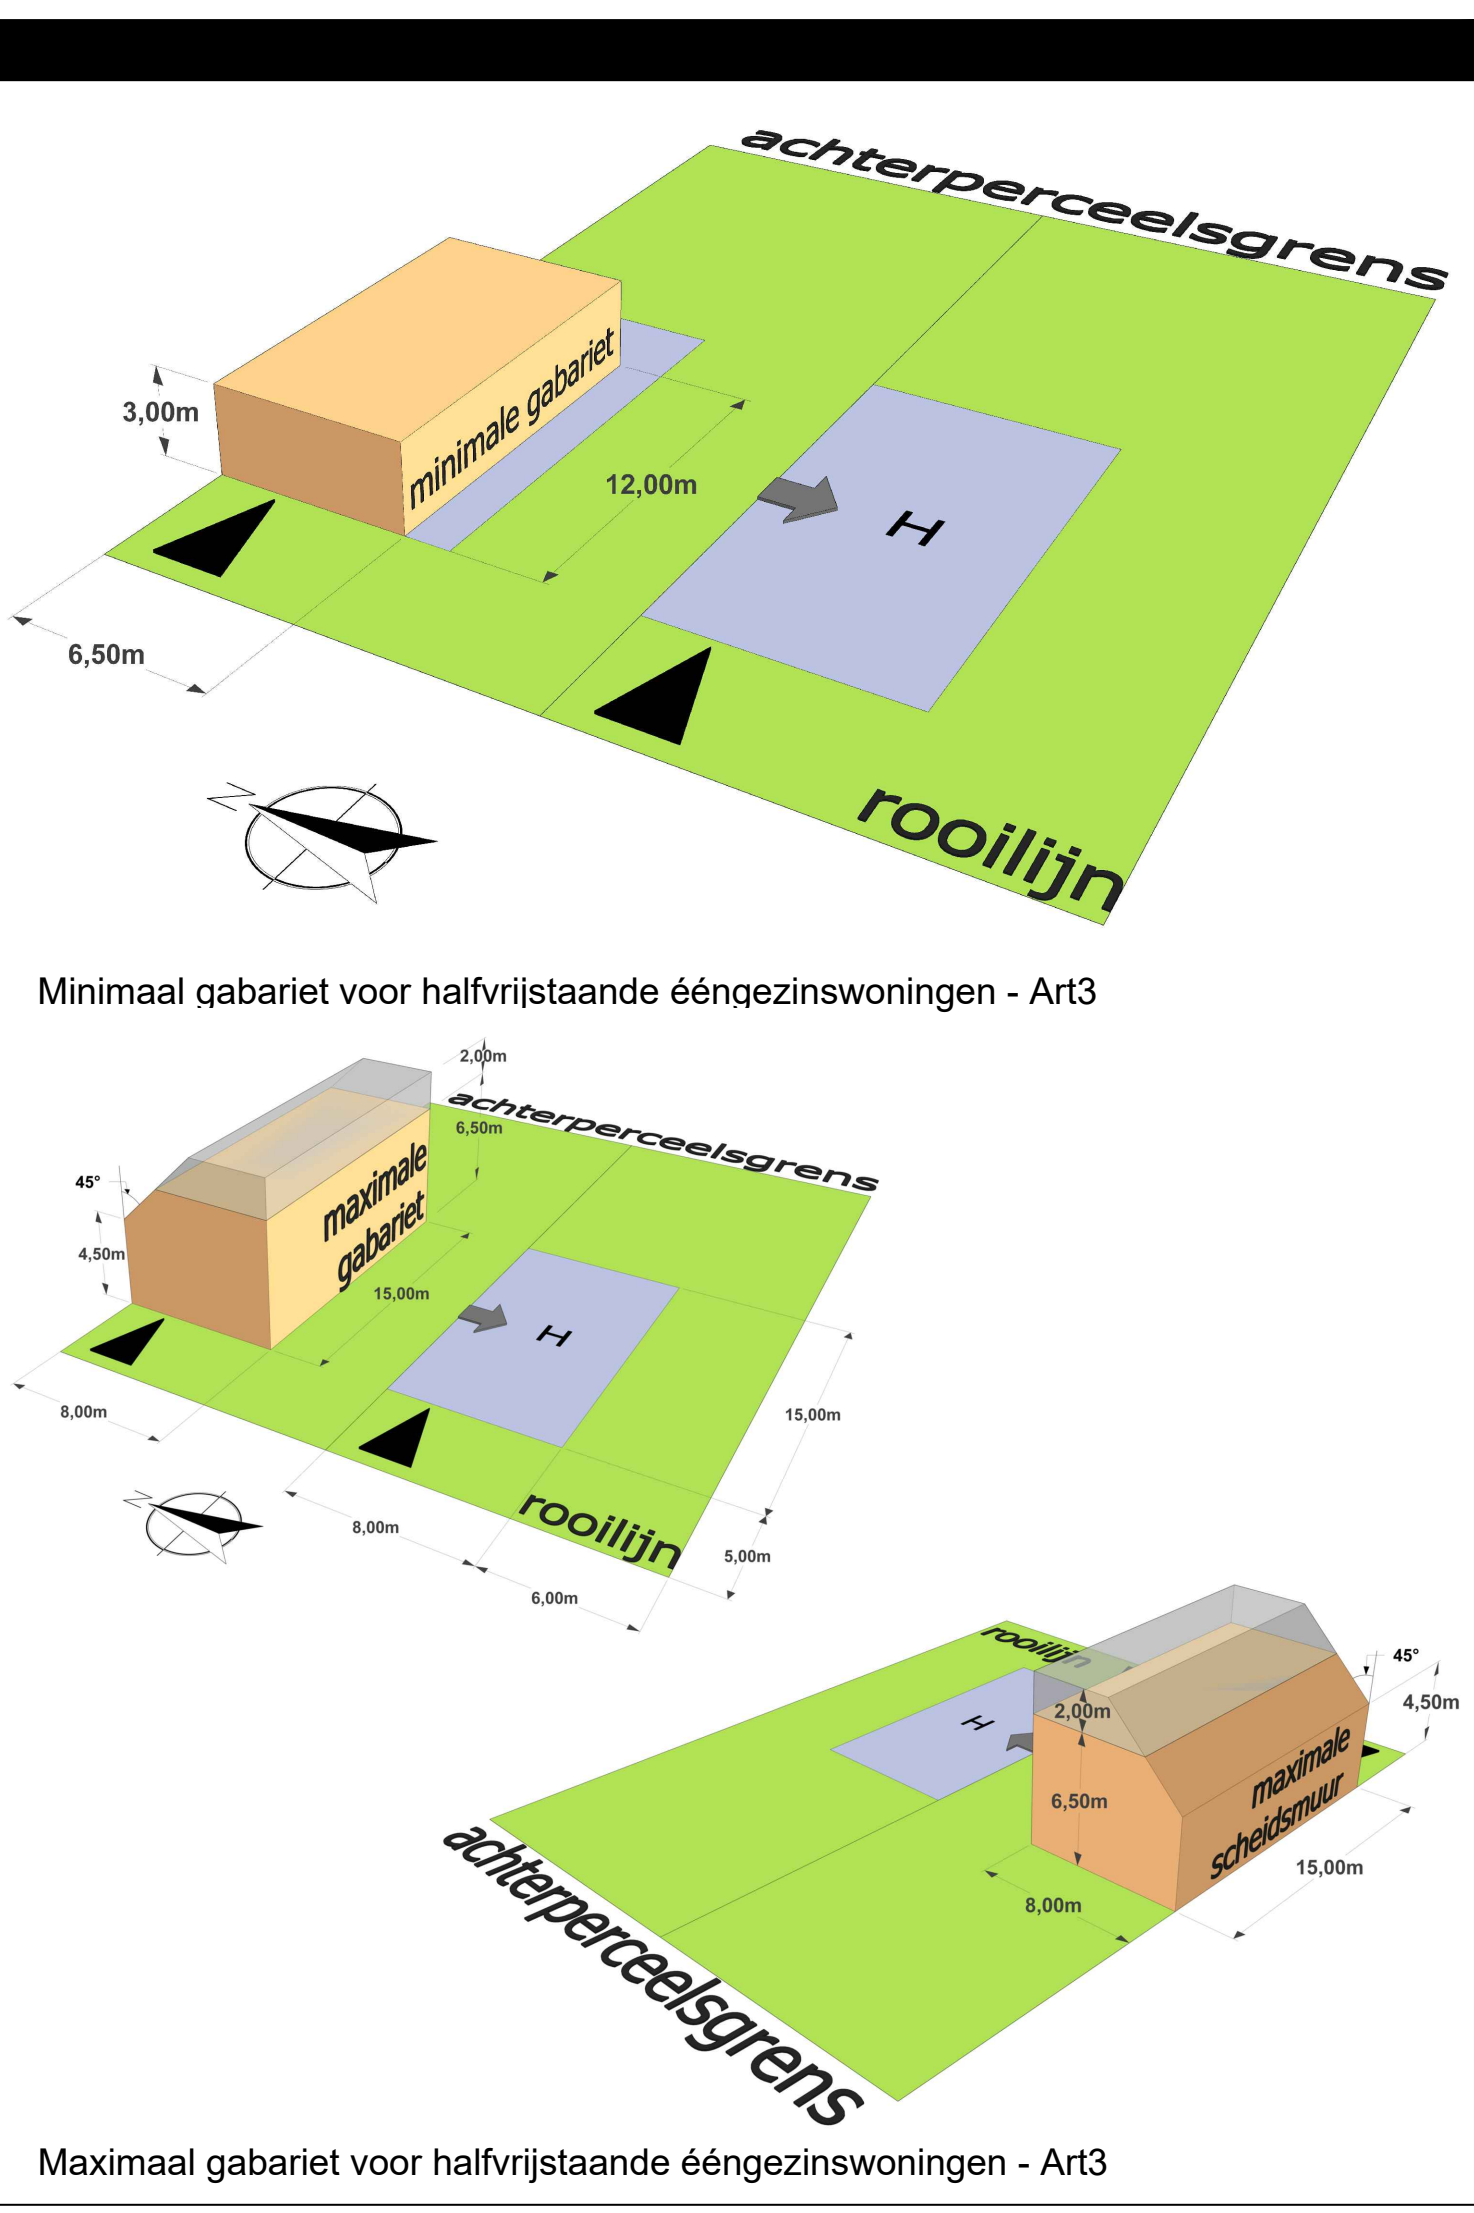 achterperceelsgrens
minimale gabariet
3,00m
12,00m
H
6,50m
N
rooilijn
Minimaal gabariet voor halfvrijstaande ééngezinswoningen - Art3
2,00m
achterperceelsgrens
6,50m
45°
maximale
gabariet
4,50m
15,00m
H
8,00m
15,00m
N
rooilijn
8,00m
5,00m
6,00m
rooilijn
45°
4,50m
2,00m
H
maximale
scheidsmuur
6,50m
15,00m
8,00m
achterperceelsgrens
Maximaal gabariet voor halfvrijstaande ééngezinswoningen - Art3